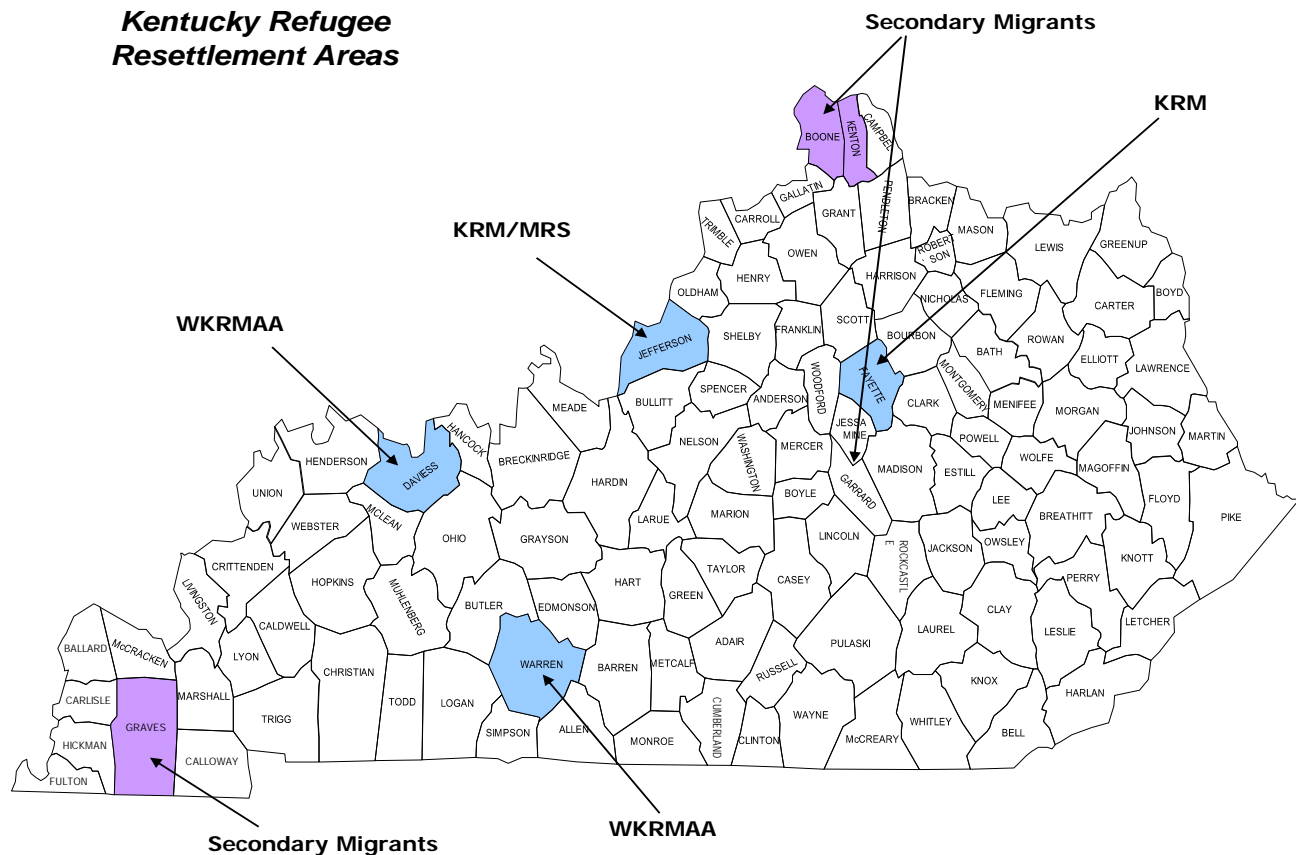 Kentucky Refugee
Resettlement Areas
Secondary Migrants
KRM
KRM/MRS
WKRMAA
BOONE
KENTON
CAMPBEL
GALLATIN
PENDLETON
BRACKEN
GRANT
CARROLL
TRIMBLE
MASON
ROBERT
SON
LEWIS
GREENUP
OWEN
HENRY
HARRISON
OLDHAM
NICHOLAS
FLEMING
CARTER
BOYD
SCOTT
FRANKLIN
SHELBY
BOURBON
JEFFERSON
ROWAN
BATH
ELLIOTT
LAWRENCE
FAYETTE
WOODFORD
MONTGOMERY
SPENCER
ANDERSON
BULLITT
CLARK
MENIFEE
MORGAN
MEADE
JESSA
MINE
JOHNSON
MARTIN
HANCOCK
NELSON
WASHINGTON
MERCER
POWELL
WOLFE
MAGOFFIN
BRECKINRIDGE
HENDERSON
DAVIESS
MADISON
ESTILL
HARDIN
GARRARD
UNION
BOYLE
LEE
FLOYD
MCLEAN
LARUE
MARION
BREATHITT
PIKE
WEBSTER
OHIO
GRAYSON
LINCOLN
ROCKCASTL
E
JACKSON
OWSLEY
KNOTT
CRITTENDEN
TAYLOR
CASEY
PERRY
HOPKINS
HART
GREEN
LIVINGSTON
MUHLENBERG
BUTLER
EDMONSON
CLAY
LETCHER
CALDWELL
LAUREL
LESLIE
ADAIR
PULASKI
BALLARD
McCRACKEN
LYON
WARREN
BARREN
METCALF
RUSSELL
CHRISTIAN
KNOX
HARLAN
CARLISLE
MARSHALL
TODD
LOGAN
TRIGG
GRAVES
CUMBERLAND
WAYNE
WHITLEY
ALLEN
SIMPSON
BELL
MONROE
CLINTON
McCREARY
HICKMAN
CALLOWAY
FULTON
WKRMAA
Secondary Migrants